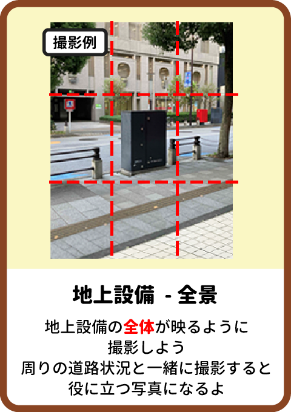 撮影例
地上設備 - 全景
地上設備の全体が映るように
撮影しよう
周りの道路状況と一緒に撮影すると
役に立つ写真になるよ